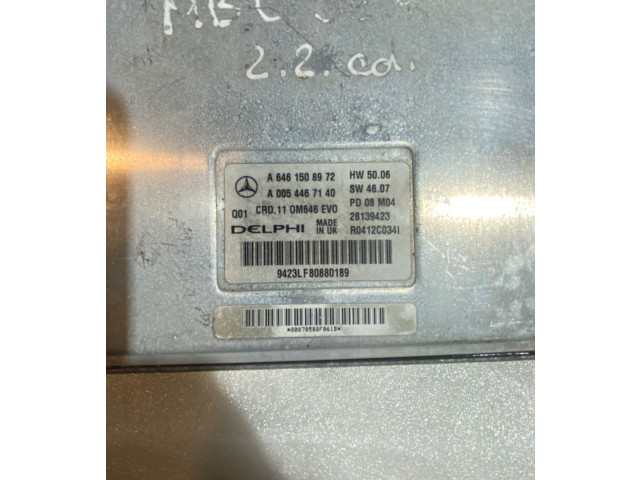 2.2. cdi.
A 646 150 89 72 HW 50.06
A 005 446 71 40 SW 46.07
Q01 CRD.11 OM646 EVO PD 08 M04
DELPHI MADE IN UK 28139423
R0412C034I
9423LF80880189